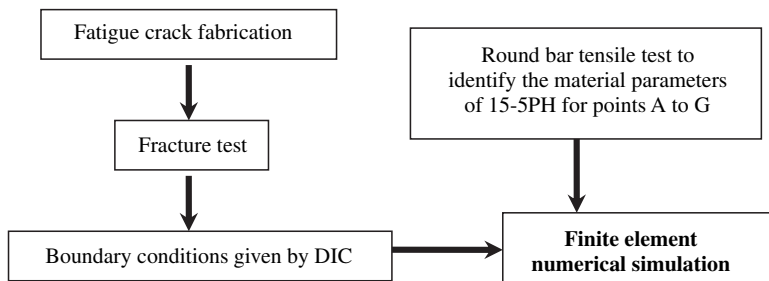 Fatigue crack fabrication
Round bar tensile test to
identify the material parameters
of 15-5PH for points A to G
Fracture test
Boundary conditions given by DIC
Finite element
numerical simulation